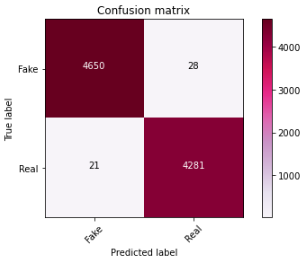 Confusion matrix
Fake
4650
28
Real
21
4281
Fake
Real
True label
Predicted label
4000
3000
2000
1000